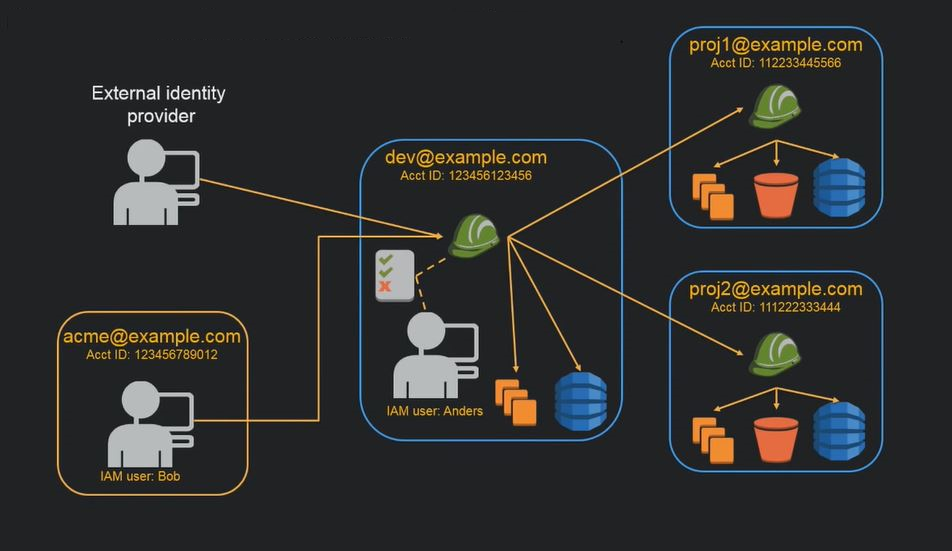 External identity
provider
acme@example.com
Acct ID: 123456789012
IAM user: Bob
dev@example.com
Acct ID: 123456123456
IAM user: Anders
proj1@example.com
Acct ID: 112233445566
proj2@example.com
Acct ID: 111222333444